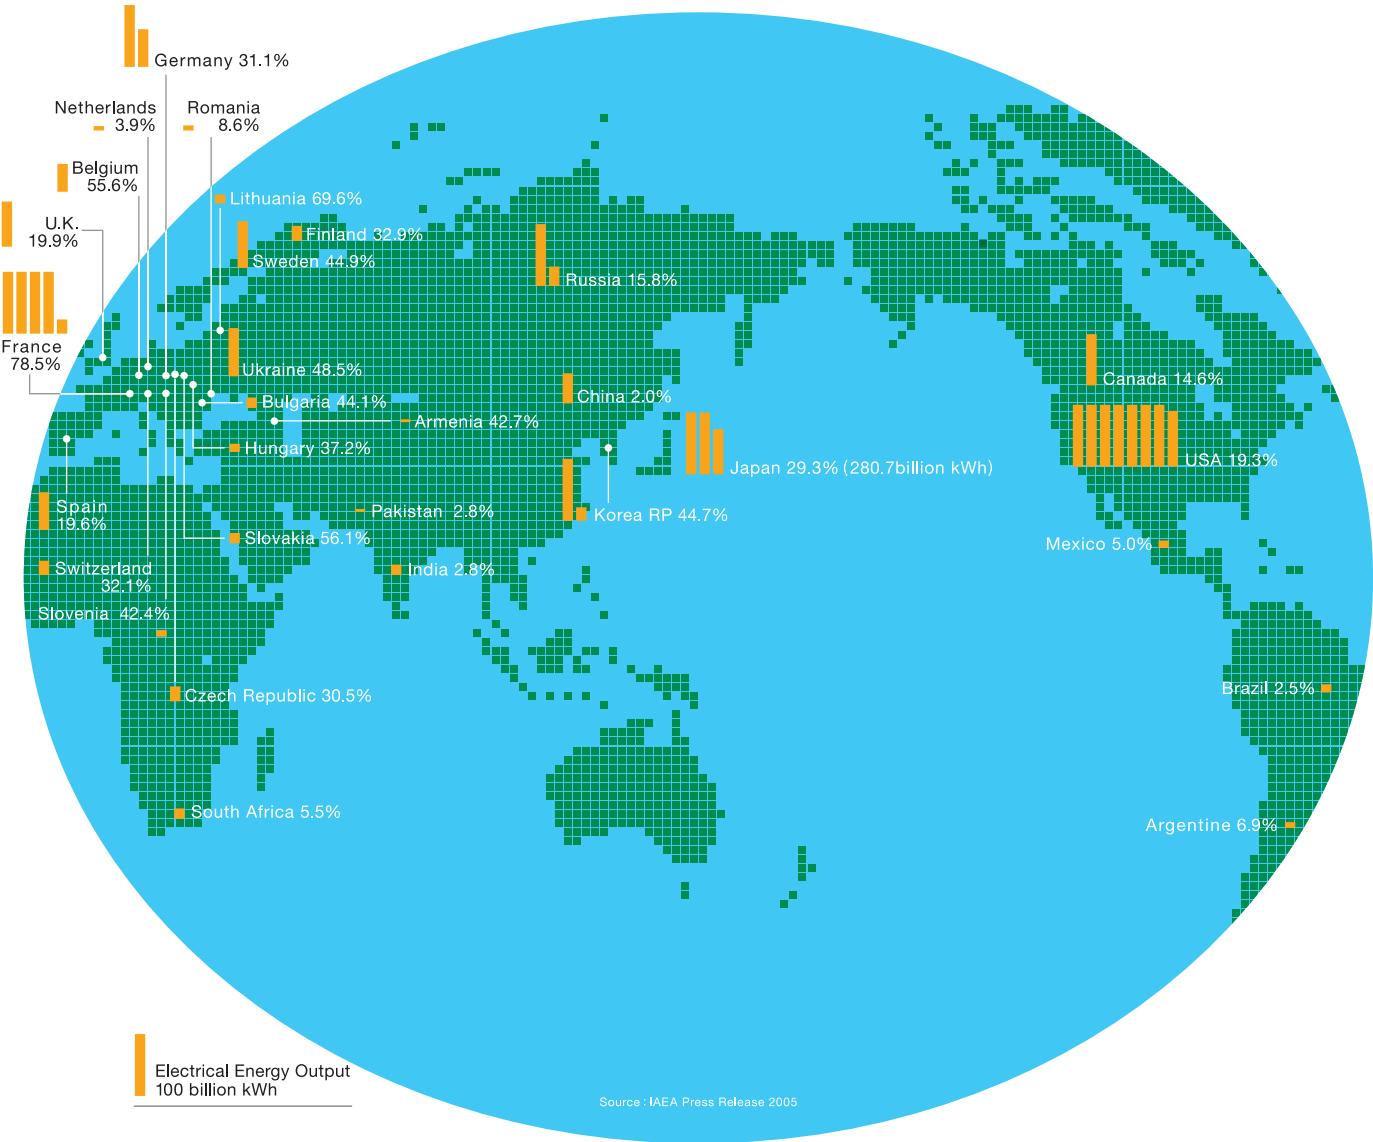 Germany 31.1%
Netherlands
3.9%
Romania
8.6%
Belgium
55.6%
Lithuania 69.6%
U.K.
19.9%
Finland 32.9%
Sweden 44.9%
Russia 15.8%
France
78.5%
Ukraine 48.5%
Canada 14.6%
China 2.0%
Bulgaria 44.1%
Armenia 42.7%
Hungary 37.2%
USA 19.3%
Japan 29.3% (280.7billion kWh)
Spain
19.6%
Pakistan 2.8%
Korea RP 44.7%
Slovakia 56.1%
Mexico 5.0%
Switzerland
32.1%
India 2.8%
Slovenia 42.4%
Czech Republic 30.5%
Brazil 2.5%
South Africa 5.5%
Argentine 6.9%
Electrical Energy Output
100 billion kWh
Source : IAEA Press Release 2005